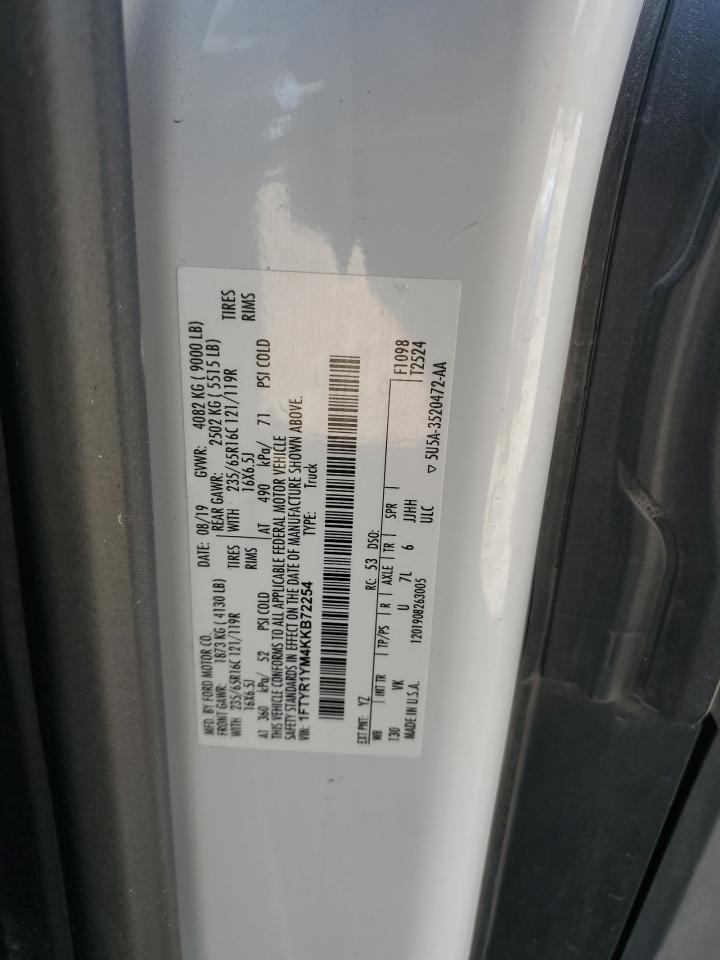 MFD. BY FORD MOTOR CO.
DATE: 08/19 GVWR: 4082 KG ( 9000 LB)
FRONT GAWR: 1873 KG ( 4130 LB) REAR GAWR: 2502 KG ( 5515 LB)
WITH 235/65R16C 121/119R TIRES WITH 235/65R16C 121/119R TIRES
16X6.5J RIMS 16X6.5J RIMS
AT 360 kPa/ 52 PSI COLD AT 490 kPa/ 71 PSI COLD
THIS VEHICLE CONFORMS TO ALL APPLICABLE FEDERAL MOTOR VEHICLE
SAFETY STANDARDS IN EFFECT ON THE DATE OF MANUFACTURE SHOWN ABOVE.
VIN: 1FTYR1YM4KKB72254 TYPE: Truck
EXT PNT: YZ RC: 53 DSO: F1098
WB INT TR TP/PS R AXLE TR SPR T2524
130 VK U 7L 6 JJHH
MADE IN U.S.A. 1201908263005 ULC ▽ 5U5A-3520472-AA